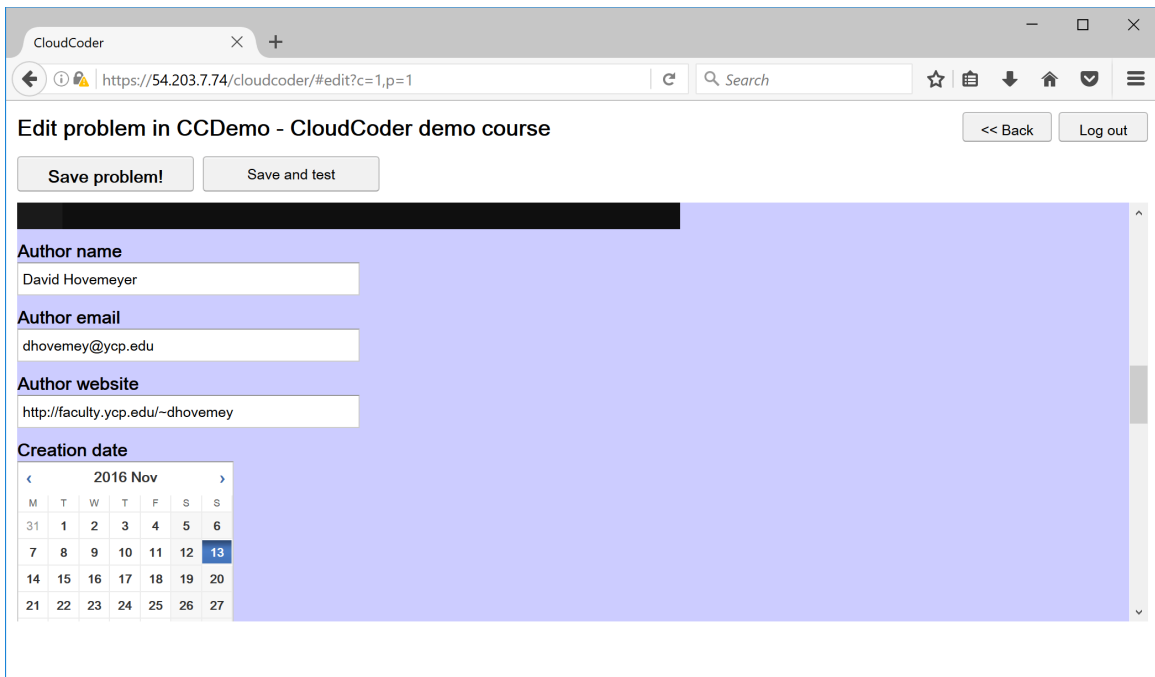 CloudCoder
https://54.203.7.74/cloudcoder/#edit?c=1,p=1
Search
Edit problem in CCDemo - CloudCoder demo course
<< Back
Log out
Save problem!
Save and test
Author name
David Hovemeyer
Author email
dhovemey@ycp.edu
Author website
http://faculty.ycp.edu/~dhovemey
Creation date
‹ 2016 Nov ›
M T W T F S S
31 1 2 3 4 5 6
7 8 9 10 11 12 13
14 15 16 17 18 19 20
21 22 23 24 25 26 27